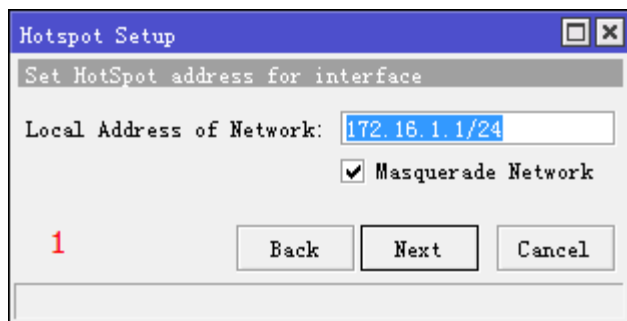 Hotspot Setup
Set HotSpot address for interface
Local Address of Network: 172.16.1.1/24
Masquerade Network
1 Back Next Cancel